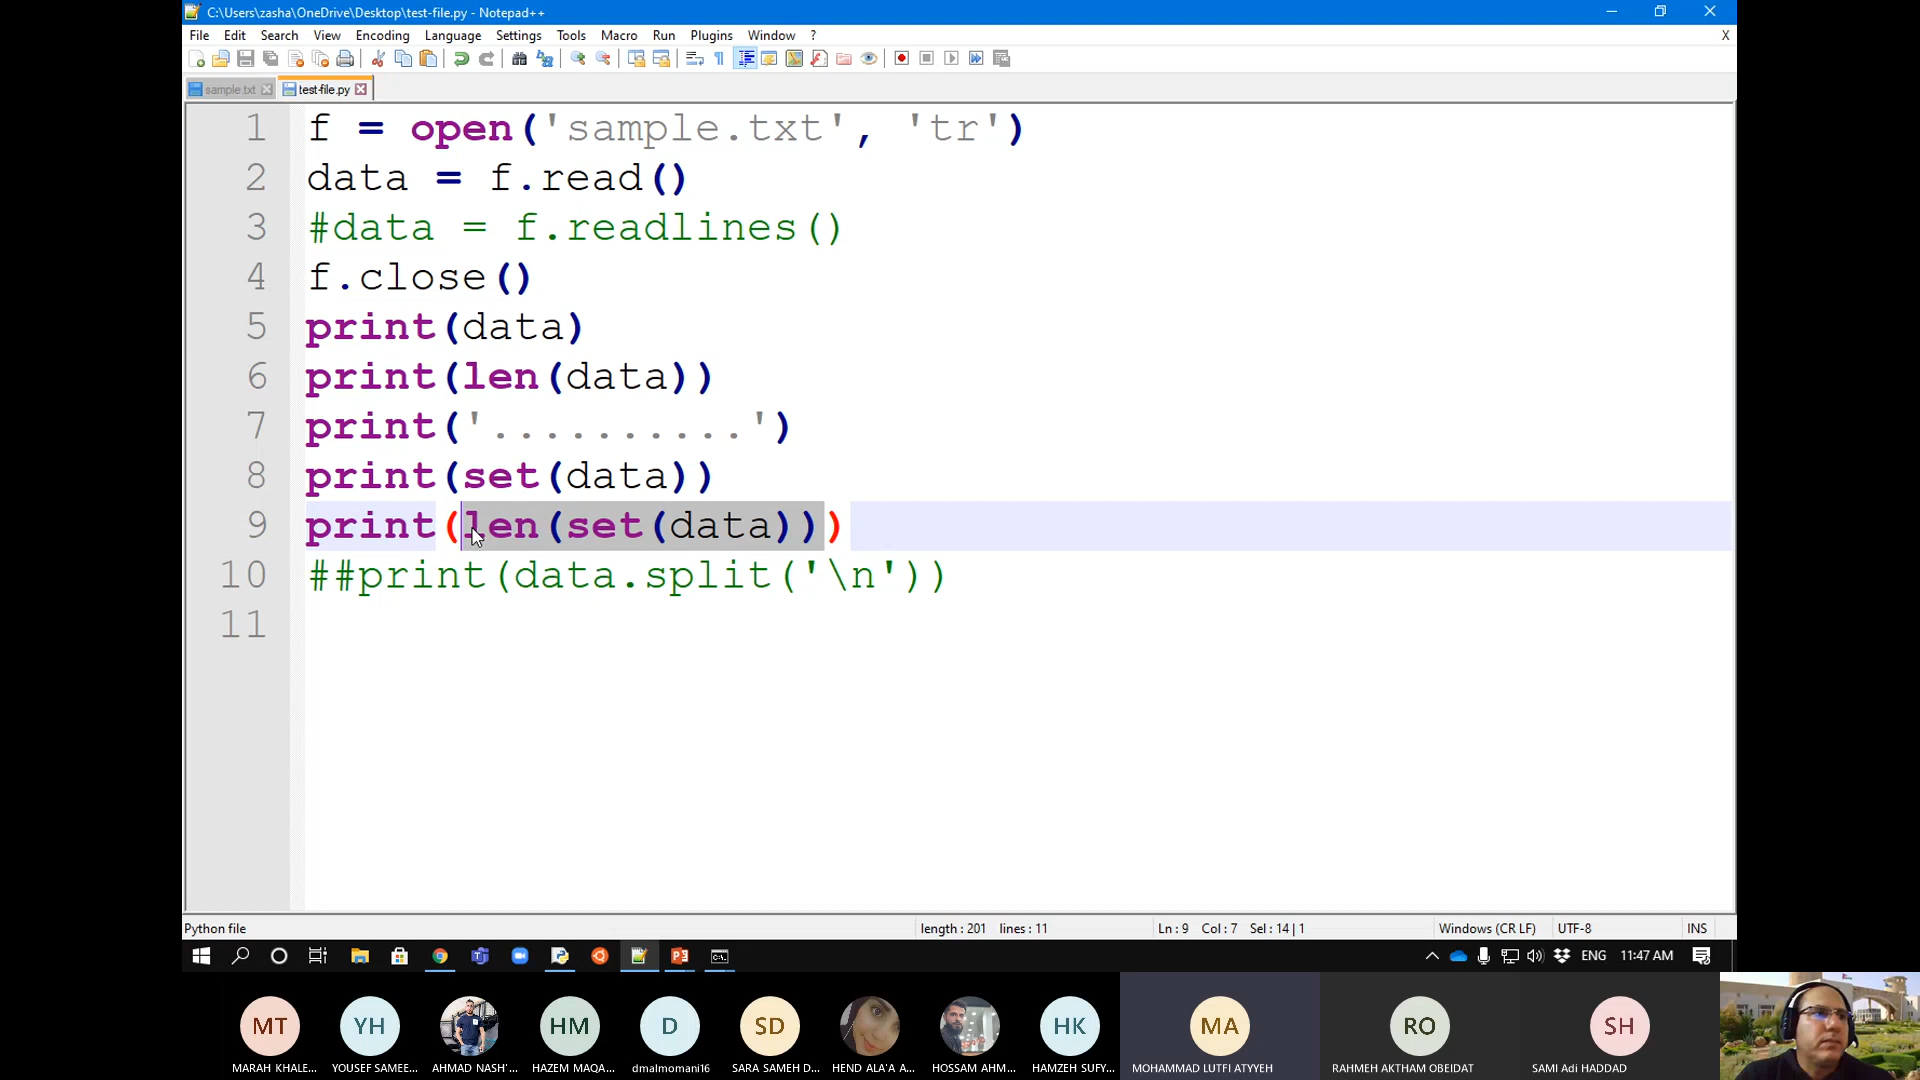 C:\Users\zasha\OneDrive\Desktop\test-file.py - Notepad++
File Edit Search View Encoding Language Settings Tools Macro Run Plugins Window ? X
sample.txt test-file.py
1 f = open('sample.txt', 'tr')
2 data = f.read()
3 #data = f.readlines()
4 f.close()
5 print(data)
6 print(len(data))
7 print('..........')
8 print(set(data))
9 print(len(set(data)))
10 ##print(data.split('\n'))
11
Python file length : 201 lines : 11 Ln : 9 Col : 7 Sel : 14 | 1 Windows (CR LF) UTF-8 INS
ENG 11:47 AM
MT YH HM D SD HK MA RO SH
MARAH KHALE... YOUSEF SAMEE... AHMAD NASH'... HAZEM MAQA... dmalmomani16 SARA SAMEH D... HEND ALA'A A... HOSSAM AHM... HAMZEH SUFY... MOHAMMAD LUTFI ATYYEH RAHMEH AKTHAM OBEIDAT SAMI Adi HADDAD